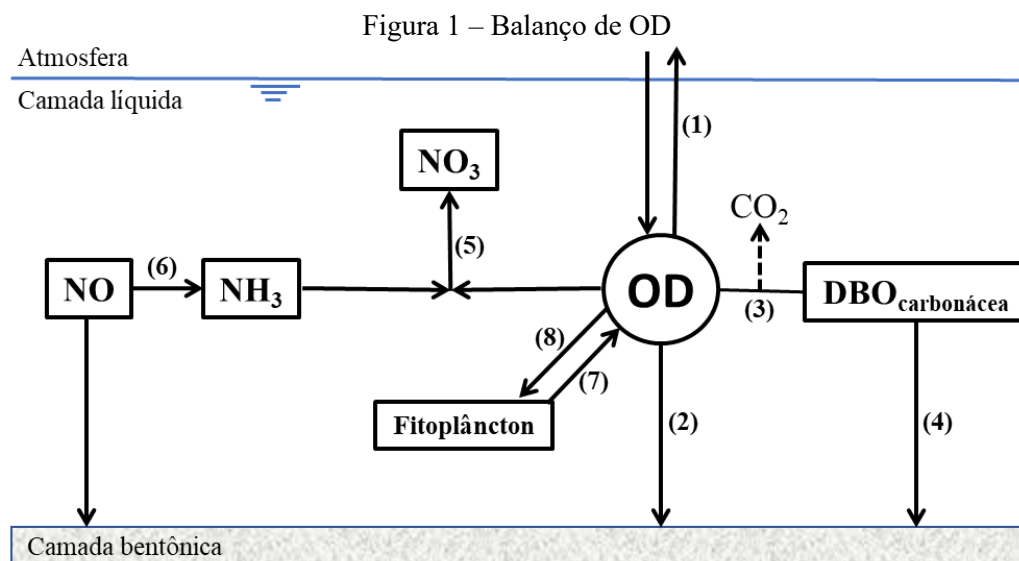 Figura 1 – Balanço de OD
Atmosfera
Camada líquida
(1)
NO₃
CO₂
(5)
(6)
NO
NH₃
OD
(3)
DBOcarbonácea
(8)
(7)
Fitoplâncton
(2)
(4)
Camada bentônica